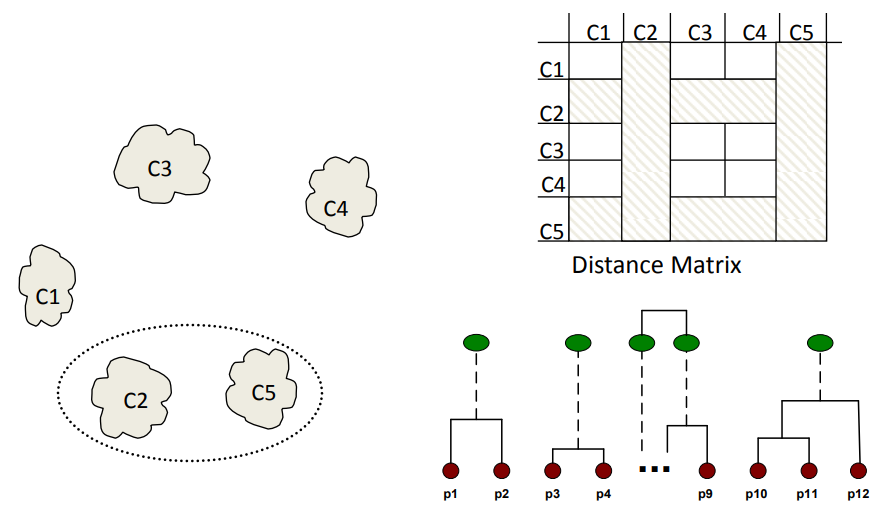 C3
C4
C1
C2
C5
C1 C2 C3 C4 C5
C1
C2
C3
C4
C5
Distance Matrix
...
p1 p2 p3 p4 p9 p10 p11 p12